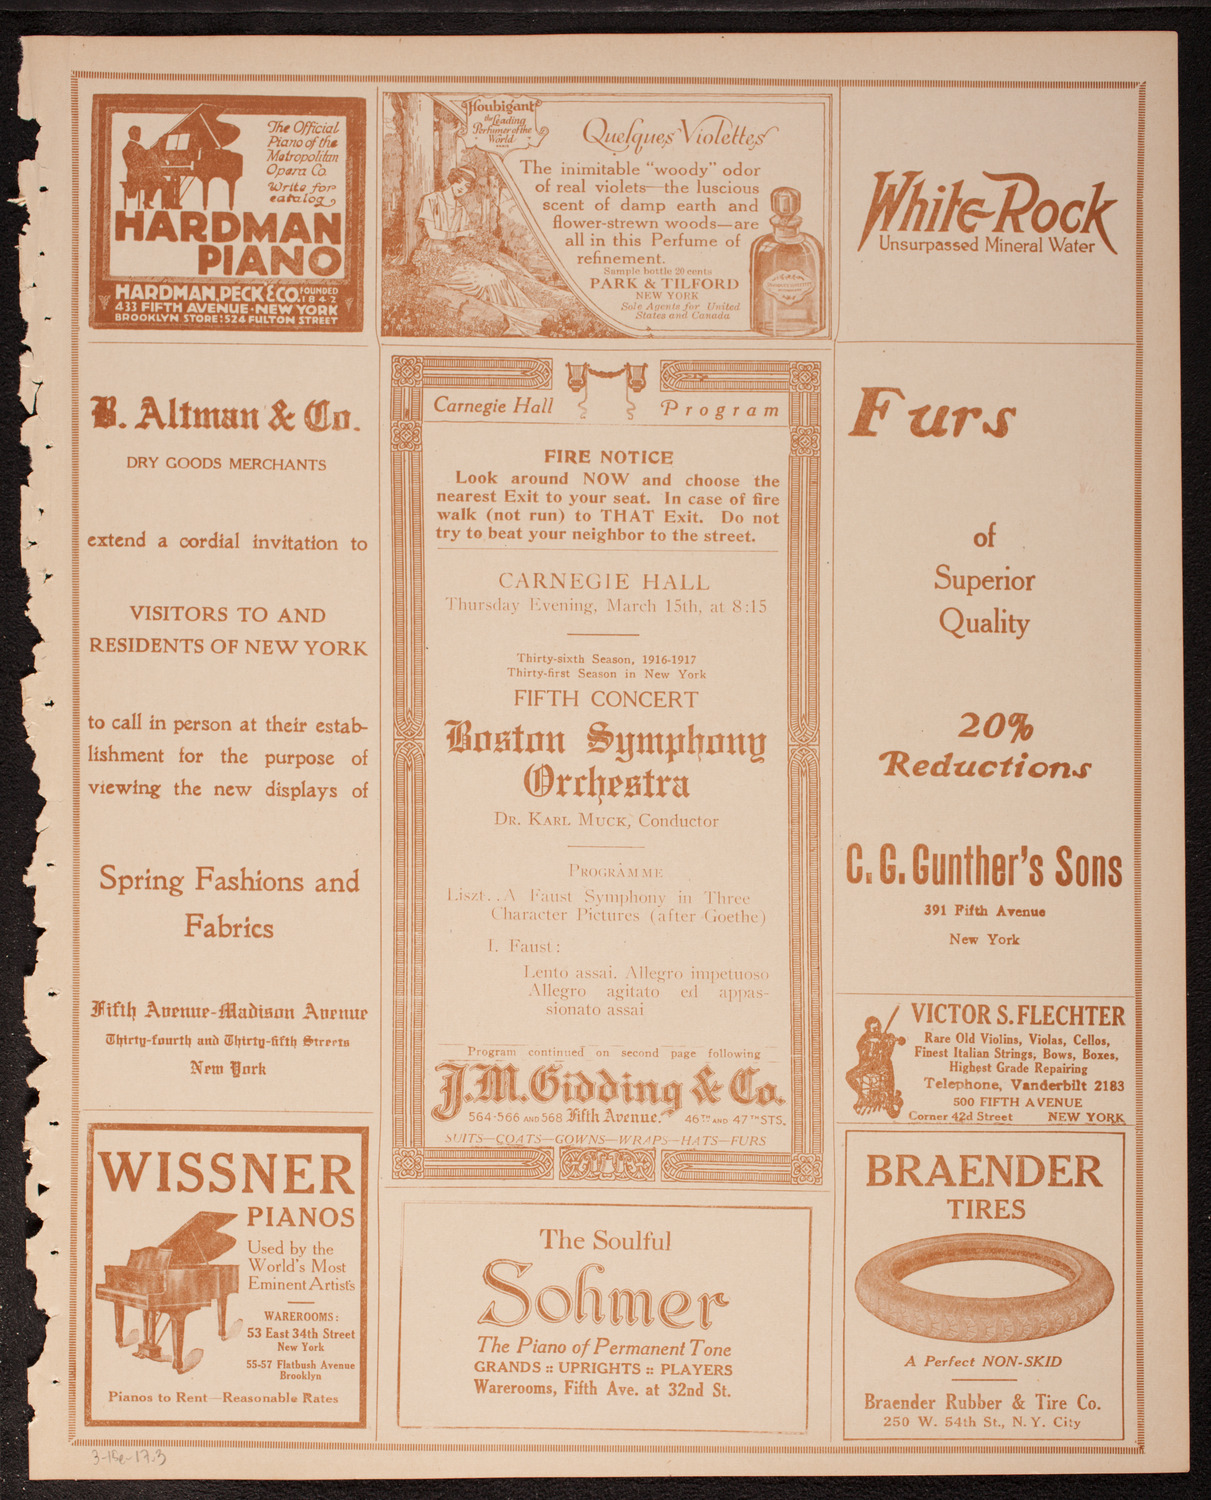 The Official
Piano of the
Metropolitan
Opera Co.
Write for
catalog
HARDMAN
PIANO
HARDMAN, PECK & CO. FOUNDED 1842
433 FIFTH AVENUE · NEW YORK
BROOKLYN STORE: 524 FULTON STREET
Houbigant
the Leading
Perfumer of the
World
PARIS
Quelques Violettes
The inimitable "woody" odor
of real violets—the luscious
scent of damp earth and
flower-strewn woods—are
all in this Perfume of
refinement.
Sample bottle 20 cents
PARK & TILFORD
NEW YORK
Sole Agents for United
States and Canada
White Rock
Unsurpassed Mineral Water
B. Altman & Co.
DRY GOODS MERCHANTS
extend a cordial invitation to
VISITORS TO AND
RESIDENTS OF NEW YORK
to call in person at their estab-
lishment for the purpose of
viewing the new displays of
Spring Fashions and
Fabrics
Fifth Avenue-Madison Avenue
Thirty-fourth and Thirty-fifth Streets
New York
Carnegie Hall Program
FIRE NOTICE
Look around NOW and choose the
nearest Exit to your seat. In case of fire
walk (not run) to THAT Exit. Do not
try to beat your neighbor to the street.
CARNEGIE HALL
Thursday Evening, March 15th, at 8:15
Thirty-sixth Season, 1916-1917
Thirty-first Season in New York
FIFTH CONCERT
Boston Symphony
Orchestra
DR. KARL MUCK, Conductor
PROGRAMME
Liszt. . A Faust Symphony in Three
Character Pictures (after Goethe)
I. Faust:
Lento assai. Allegro impetuoso
Allegro agitato ed appas-
sionato assai
Program continued on second page following
J. M. Gidding & Co.
564-566 AND 568 Fifth Avenue. 46TH AND 47TH STS.
SUITS—COATS—GOWNS—WRAPS—HATS—FURS
Furs
of
Superior
Quality
20%
Reductions
C. G. Gunther's Sons
391 Fifth Avenue
New York
VICTOR S. FLECHTER
Rare Old Violins, Violas, Cellos,
Finest Italian Strings, Bows, Boxes,
Highest Grade Repairing
Telephone, Vanderbilt 2183
500 FIFTH AVENUE
Corner 42d Street NEW YORK
WISSNER
PIANOS
Used by the
World's Most
Eminent Artists
WAREROOMS:
53 East 34th Street
New York
55-57 Flatbush Avenue
Brooklyn
Pianos to Rent—Reasonable Rates
The Soulful
Sohmer
The Piano of Permanent Tone
GRANDS :: UPRIGHTS :: PLAYERS
Warerooms, Fifth Ave. at 32nd St.
BRAENDER
TIRES
A Perfect NON-SKID
Braender Rubber & Tire Co.
250 W. 54th St., N. Y. City
3-15e-17.3